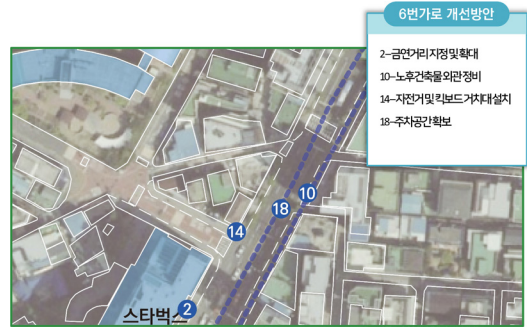 6번가로 개선방안
2-금연거리지정및확대
10-노후건축물외관정비
14-자전거및킥보드거치대설치
18-주차공간확보
10
18
14
2
스타벅스